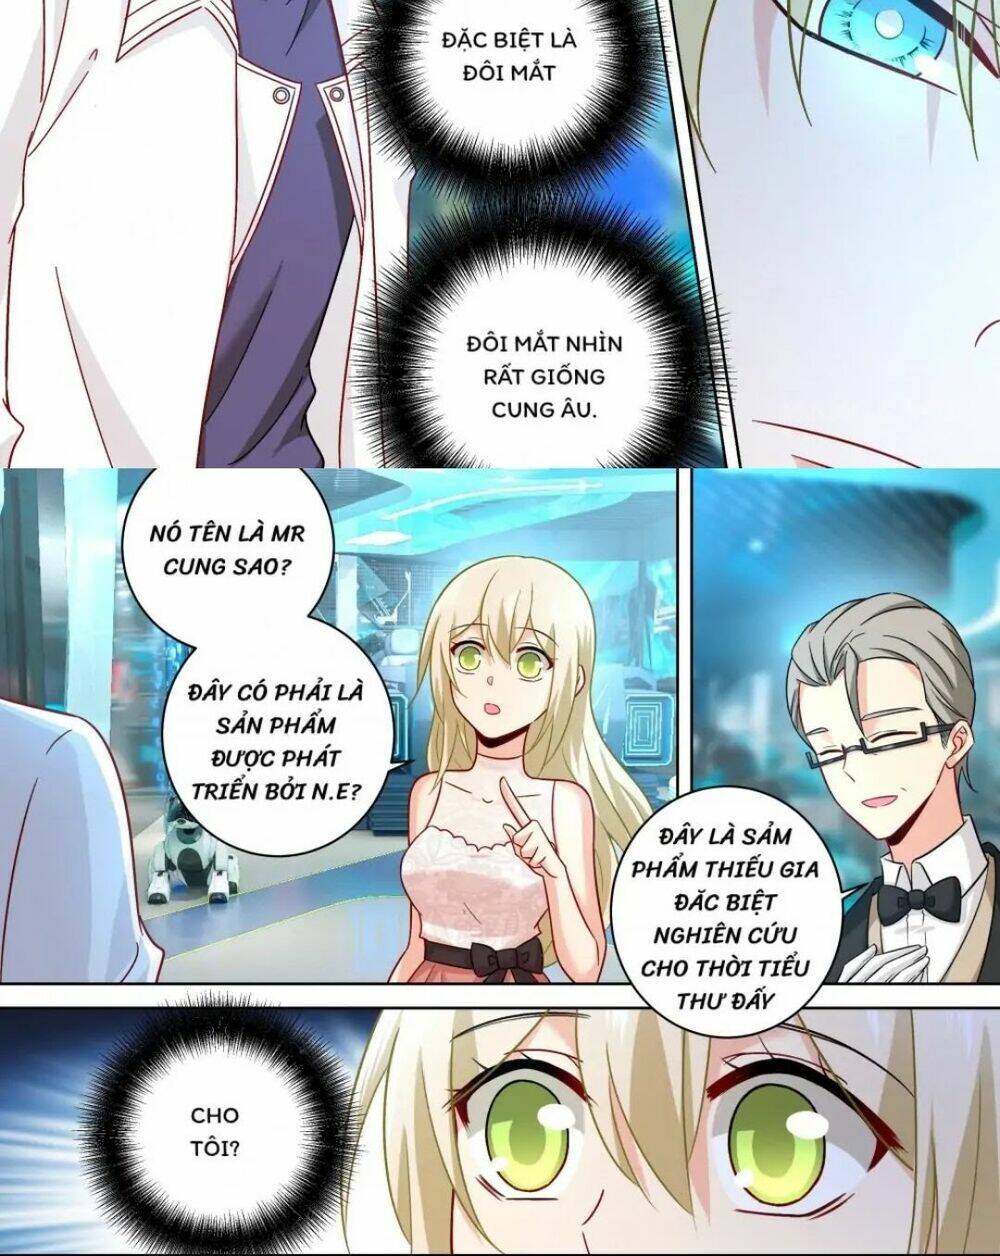 ĐẶC BIỆT LÀ
ĐÔI MẮT
ĐÔI MẮT NHÌN
RẤT GIỐNG
CUNG ÂU.
NÓ TÊN LÀ MR
CUNG SAO?
ĐÂY CÓ PHẢI LÀ
SẢN PHẨM
ĐƯỢC PHÁT
TRIỂN BỞI N.E?
ĐÂY LÀ SẢM
PHẨM THIẾU GIA
ĐĂC BIỆT
NGHIÊN CỨU
CHO THỜI TIỂU
THƯ ĐẤY
CHO
TÔI?